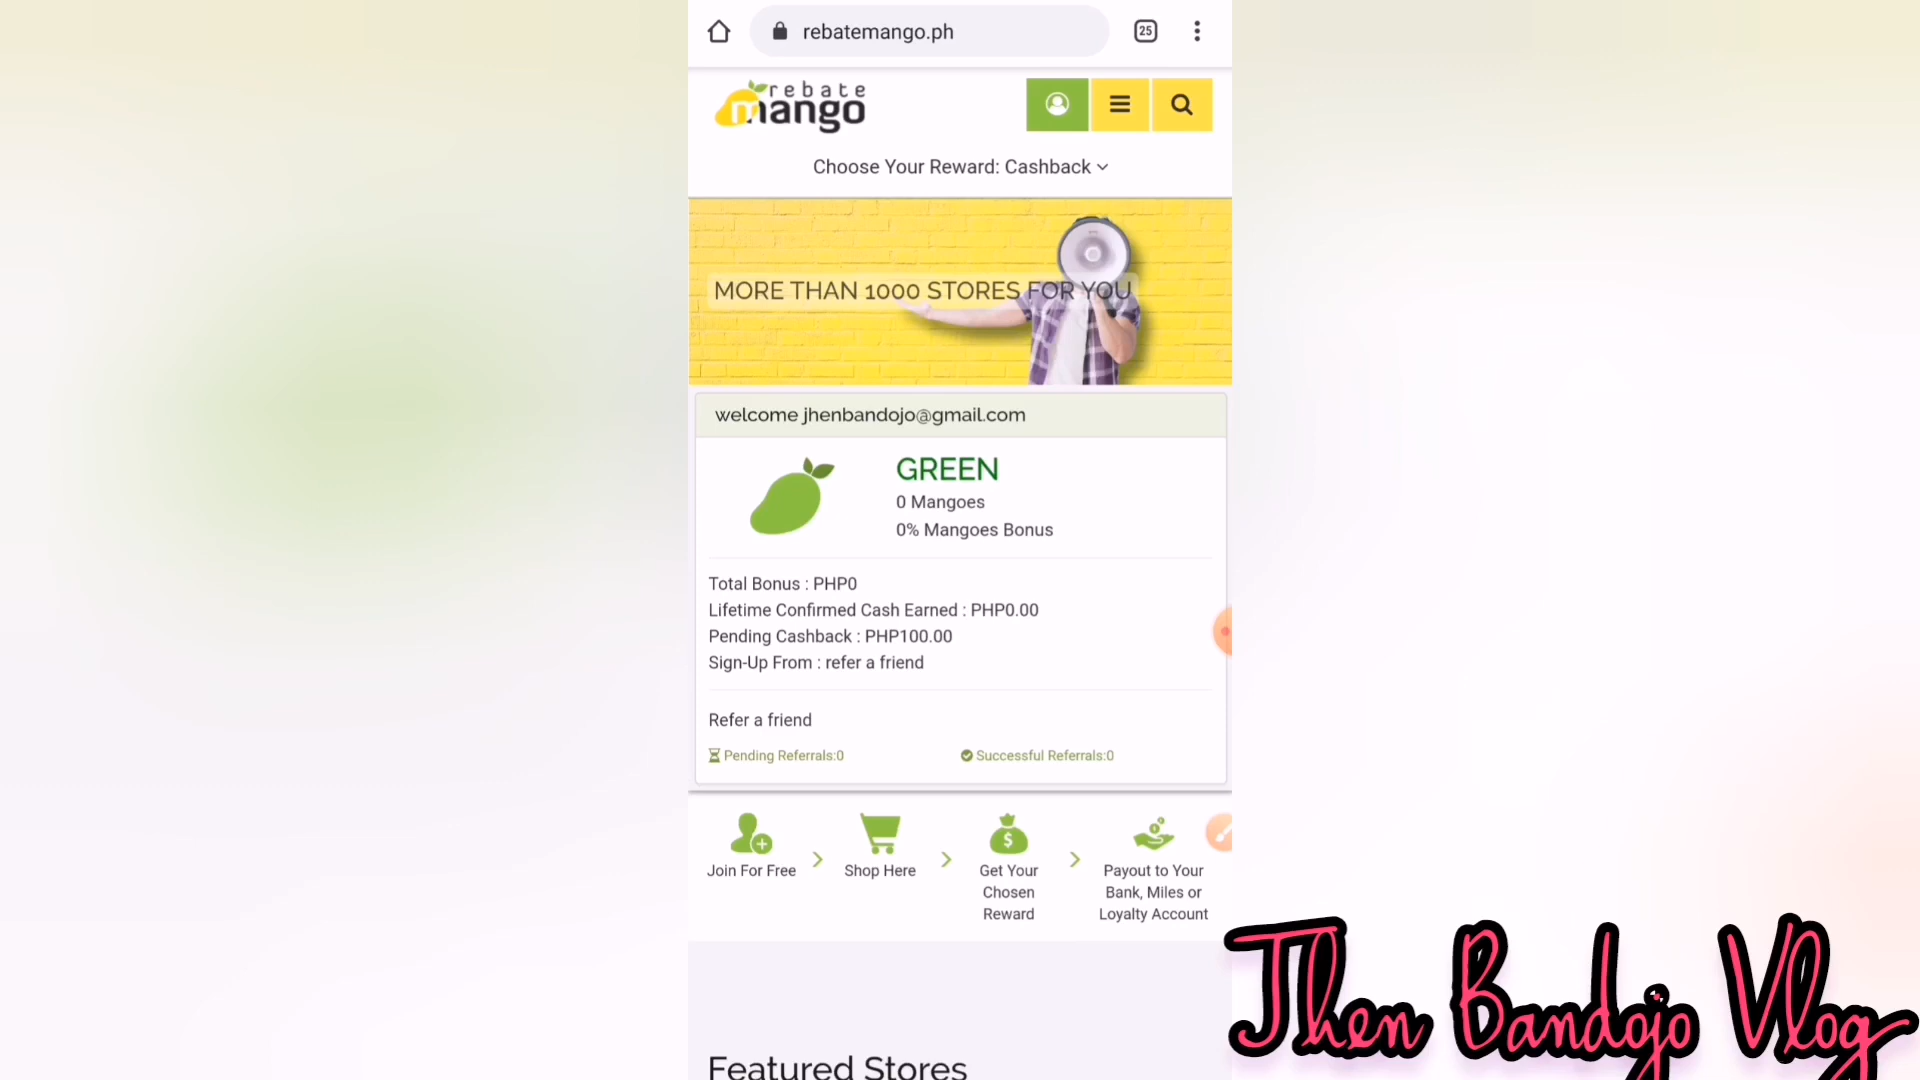 rebatemango.ph
25
rebate
mango
Choose Your Reward: Cashback
MORE THAN 1000 STORES FOR YOU
welcome jhenbandojo@gmail.com
GREEN
0 Mangoes
0% Mangoes Bonus
Total Bonus : PHP0
Lifetime Confirmed Cash Earned : PHP0.00
Pending Cashback : PHP100.00
Sign-Up From : refer a friend
Refer a friend
Pending Referrals:0
Successful Referrals:0
Join For Free
Shop Here
Get Your
Chosen
Reward
Payout to Your
Bank, Miles or
Loyalty Account
Featured Stores
Jhen Bandojo Vlog